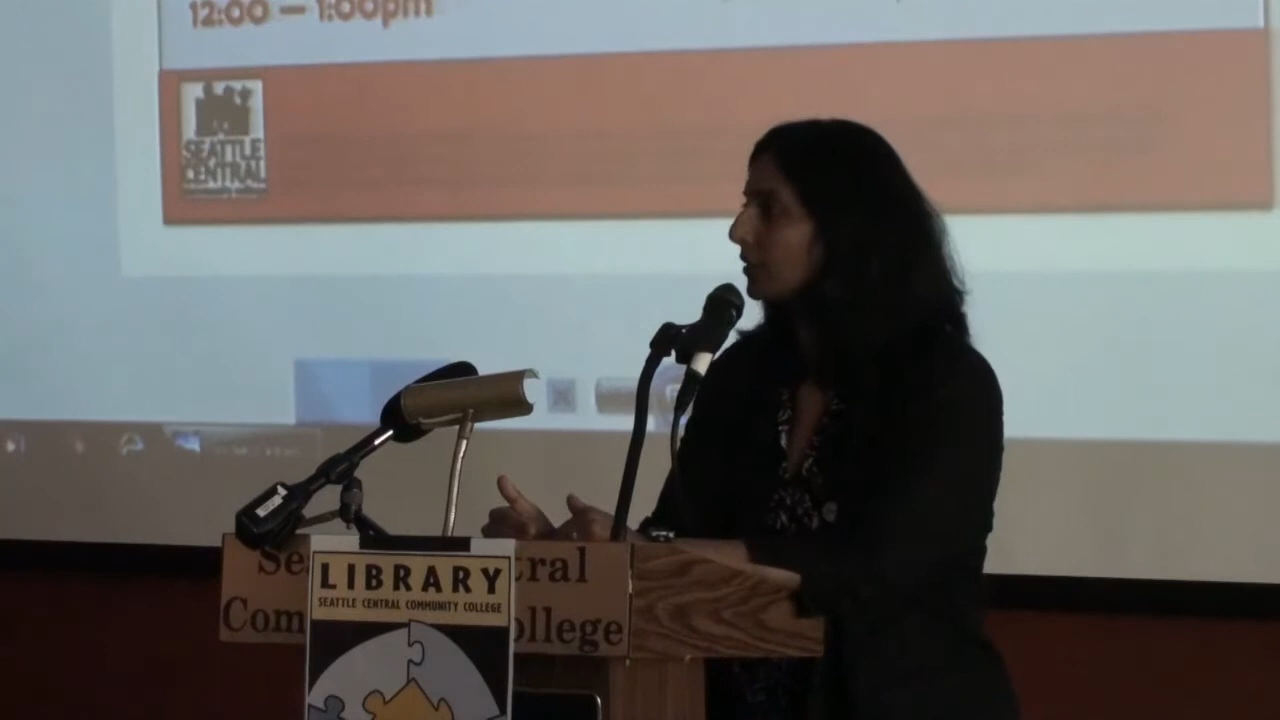 12:00 — 1:00pm
SEATTLE
CENTRAL
LIBRARY
SEATTLE CENTRAL COMMUNITY COLLEGE
Se tral
Com ollege